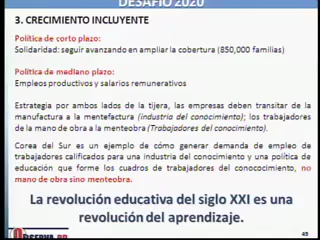 DESAFÍO 2020
3. CRECIMIENTO INCLUYENTE
Política de corto plazo:
Solidaridad: seguir avanzando en ampliar la cobertura (850,000 familias)
Política de mediano plazo:
Empleos productivos y salarios remunerativos
Estrategia por ambos lados de la tijera, las empresas deben transitar de la
manufactura a la mentefactura (industria del conocimiento); los trabajadores
de la mano de obra a la menteobra (Trabajadores del conocimiento).
Corea del Sur es un ejemplo de cómo generar demanda de empleo de
trabajadores calificados para una industria del conocimiento y una política de
educación que forme los cuadros de trabajadores del conococimiento, no
mano de obra sino menteobra.
La revolución educativa del siglo XXI es una
revolución del aprendizaje.
49